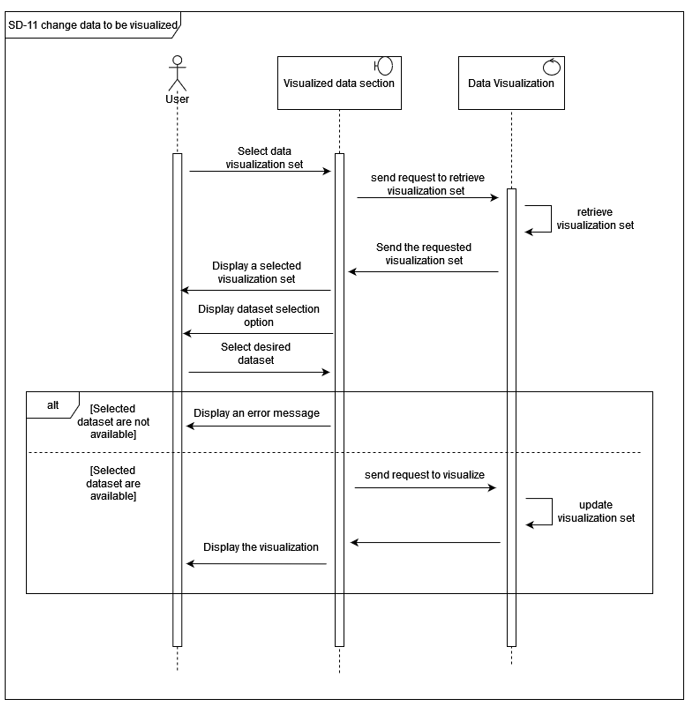 SD-11 change data to be visualized
User
Visualized data section
Data Visualization
Select data
visualization set
send request to retrieve
visualization set
retrieve
visualization set
Send the requested
visualization set
Display a selected
visualization set
Display dataset selection
option
Select desired
dataset
alt
[Selected
dataset are not
available]
Display an error message
[Selected
dataset are
available]
send request to visualize
update
visualization set
Display the visualization